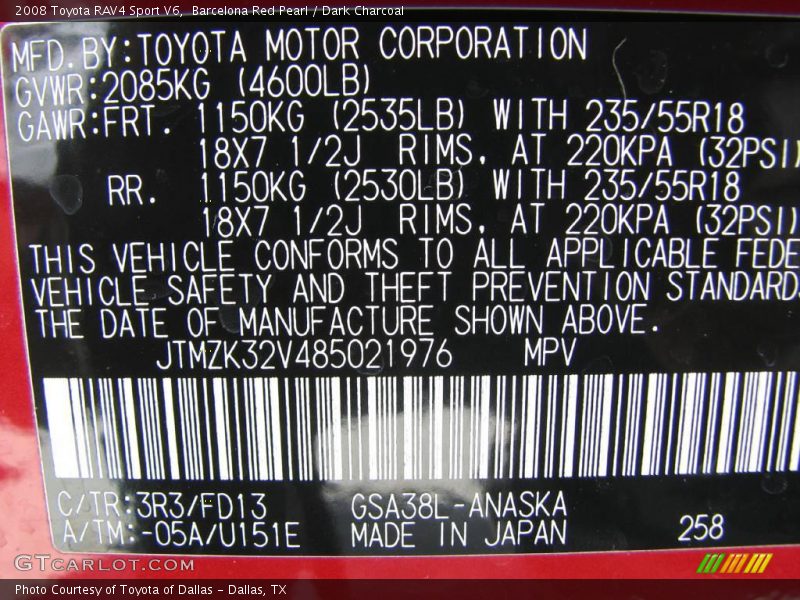 2008 Toyota RAV4 Sport V6,  Barcelona Red Pearl / Dark Charcoal
MFD. BY: TOYOTA MOTOR CORPORATION
GVWR: 2085KG (4600LB)
GAWR: FRT. 1150KG (2535LB) WITH 235/55R18
18X7 1/2J RIMS, AT 220KPA (32PSI)
RR. 1150KG (2530LB) WITH 235/55R18
18X7 1/2J RIMS, AT 220KPA (32PSI)
THIS VEHICLE CONFORMS TO ALL APPLICABLE FEDE
VEHICLE SAFETY AND THEFT PREVENTION STANDARD
THE DATE OF MANUFACTURE SHOWN ABOVE.
JTMZK32V485021976 MPV
C/TR: 3R3/FD13 GSA38L-ANASKA
A/TM: -05A/U151E MADE IN JAPAN 258
GTCARLOT.COM
Photo Courtesy of Toyota of Dallas - Dallas, TX